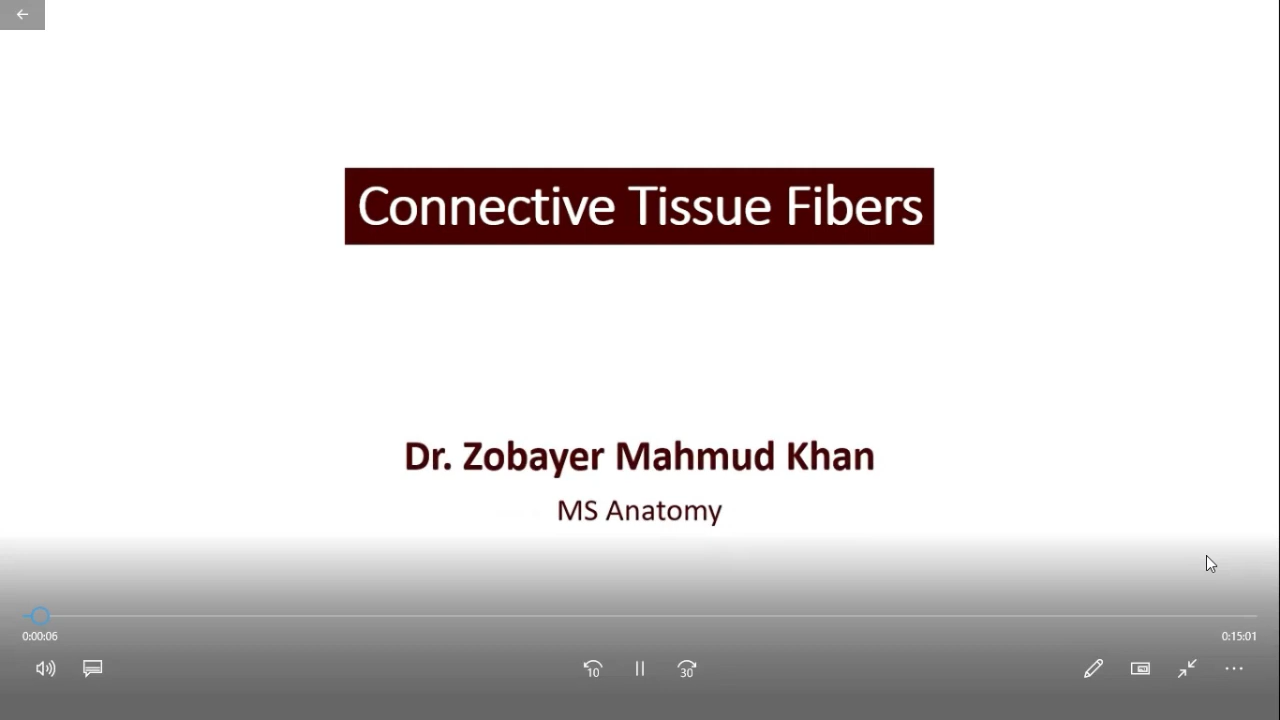 Connective Tissue Fibers
Dr. Zobayer Mahmud Khan
MS Anatomy
0:00:06
0:15:01
10
30